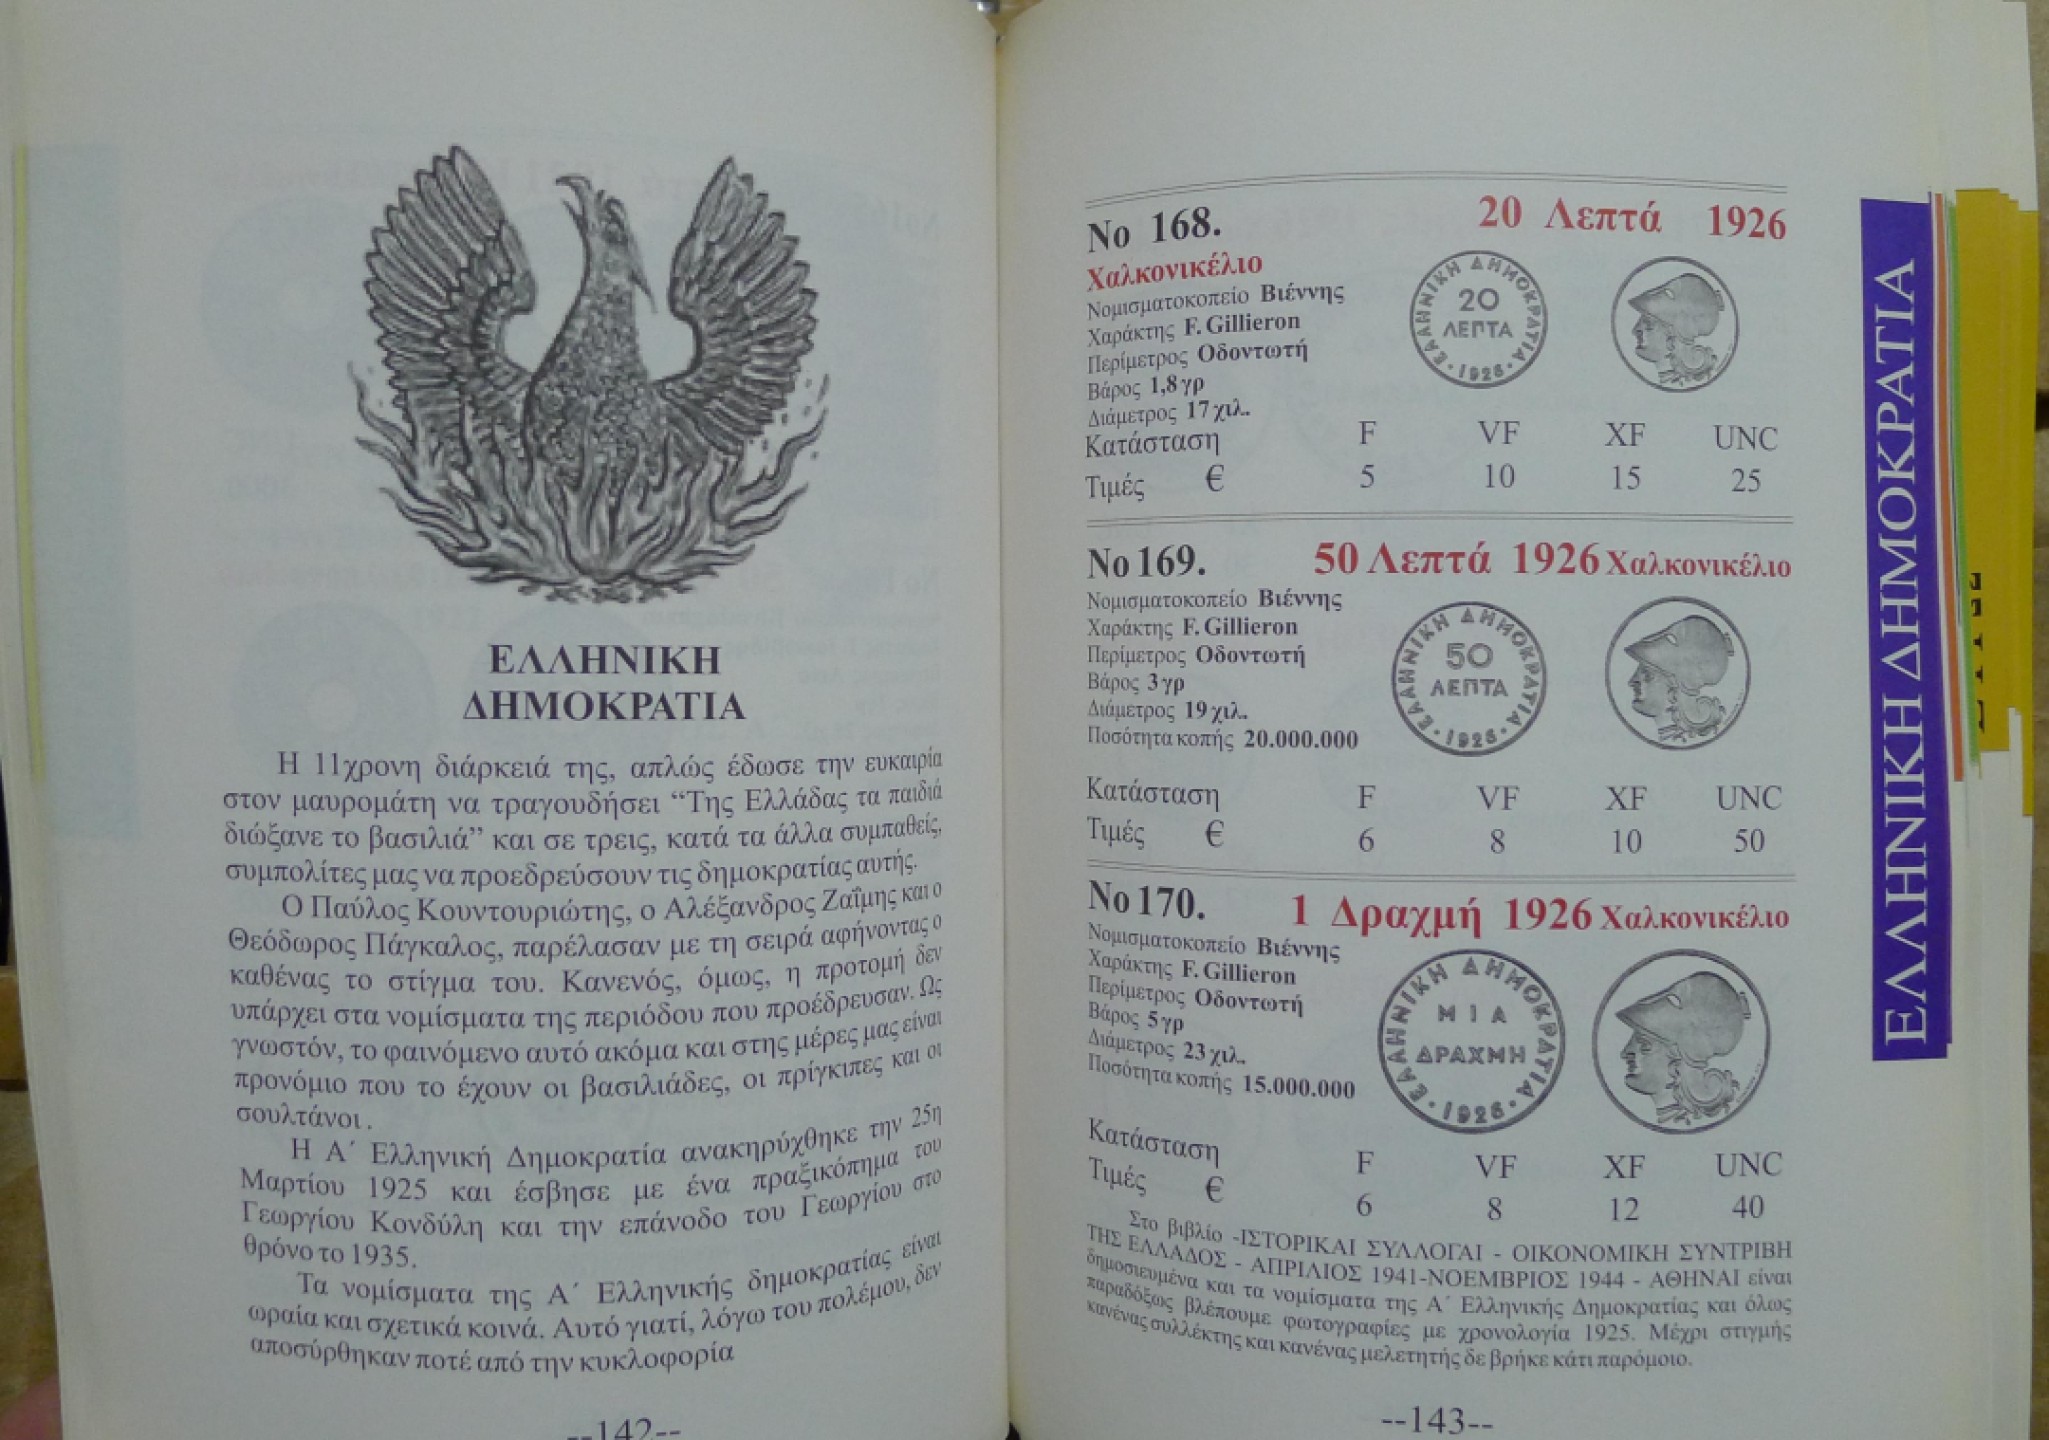 ΕΛΛΗΝΙΚΗ
ΔΗΜΟΚΡΑΤΙΑ
Η 11χρονη διάρκειά της, απλώς έδωσε την ευκαιρία
στον μαυρομάτη να τραγουδήσει “Της Ελλάδας τα παιδιά
διώξανε το βασιλιά” και σε τρεις, κατά τα άλλα συμπαθείς,
συμπολίτες μας να προεδρεύσουν τις δημοκρατίας αυτής.
Ο Παύλος Κουντουριώτης, ο Αλέξανδρος Ζαΐμης και ο
Θεόδωρος Πάγκαλος, παρέλασαν με τη σειρά αφήνοντας ο
καθένας το στίγμα του. Κανενός, όμως, η προτομή δεν
υπάρχει στα νομίσματα της περιόδου που προέδρευσαν. Ως
γνωστόν, το φαινόμενο αυτό ακόμα και στης μέρες μας είναι
προνόμιο που το έχουν οι βασιλιάδες, οι πρίγκιπες και οι
σουλτάνοι.
Η Α΄ Ελληνική Δημοκρατία ανακηρύχθηκε την 25η
Μαρτίου 1925 και έσβησε με ένα πραξικόπημα του
Γεωργίου Κονδύλη και την επάνοδο του Γεωργίου στο
θρόνο το 1935.
Τα νομίσματα της Α΄ Ελληνικής δημοκρατίας είναι
ωραία και σχετικά κοινά. Αυτό γιατί, λόγω του πολέμου, δεν
αποσύρθηκαν ποτέ από την κυκλοφορία
--142--
Νο 168. 20 Λεπτά 1926
Χαλκονικέλιο
Νομισματοκοπείο Βιέννης
Χαράκτης F. Gillieron
Περίμετρος Οδοντωτή
Βάρος 1,8 γρ
Διάμετρος 17 χιλ.
ΕΛΛΗΝΙΚΗ ΔΗΜΟΚΡΑΤΙΑ
20
ΛΕΠΤΑ
·1926·
Κατάσταση F VF XF UNC
Τιμές € 5 10 15 25
Νο 169. 50 Λεπτά 1926 Χαλκονικέλιο
Νομισματοκοπείο Βιέννης
Χαράκτης F. Gillieron
Περίμετρος Οδοντωτή
Βάρος 3 γρ
Διάμετρος 19 χιλ.
Ποσότητα κοπής 20.000.000
ΕΛΛΗΝΙΚΗ ΔΗΜΟΚΡΑΤΙΑ
50
ΛΕΠΤΑ
·1926·
Κατάσταση F VF XF UNC
Τιμές € 6 8 10 50
Νο 170. 1 Δραχμή 1926 Χαλκονικέλιο
Νομισματοκοπείο Βιέννης
Χαράκτης F. Gillieron
Περίμετρος Οδοντωτή
Βάρος 5 γρ
Διάμετρος 23 χιλ.
Ποσότητα κοπής 15.000.000
ΕΛΛΗΝΙΚΗ ΔΗΜΟΚΡΑΤΙΑ
ΜΙΑ
ΔΡΑΧΜΗ
·1926·
Κατάσταση F VF XF UNC
Τιμές € 6 8 12 40
Στο βιβλίο -ΙΣΤΟΡΙΚΑΙ ΣΥΛΛΟΓΑΙ - ΟΙΚΟΝΟΜΙΚΗ ΣΥΝΤΡΙΒΗ
ΤΗΣ ΕΛΛΑΔΟΣ - ΑΠΡΙΛΙΟΣ 1941-ΝΟΕΜΒΡΙΟΣ 1944 - ΑΘΗΝΑΙ είναι
δημοσιευμένα και τα νομίσματα της Α΄ Ελληνικής Δημοκρατίας και όλως
παραδόξως βλέπουμε φωτογραφίες με χρονολογία 1925. Μέχρι στιγμής
κανένας συλλέκτης και κανένας μελετητής δε βρήκε κάτι παρόμοιο.
--143--
ΕΛΛΗΝΙΚΗ ΔΗΜΟΚΡΑΤΙΑ